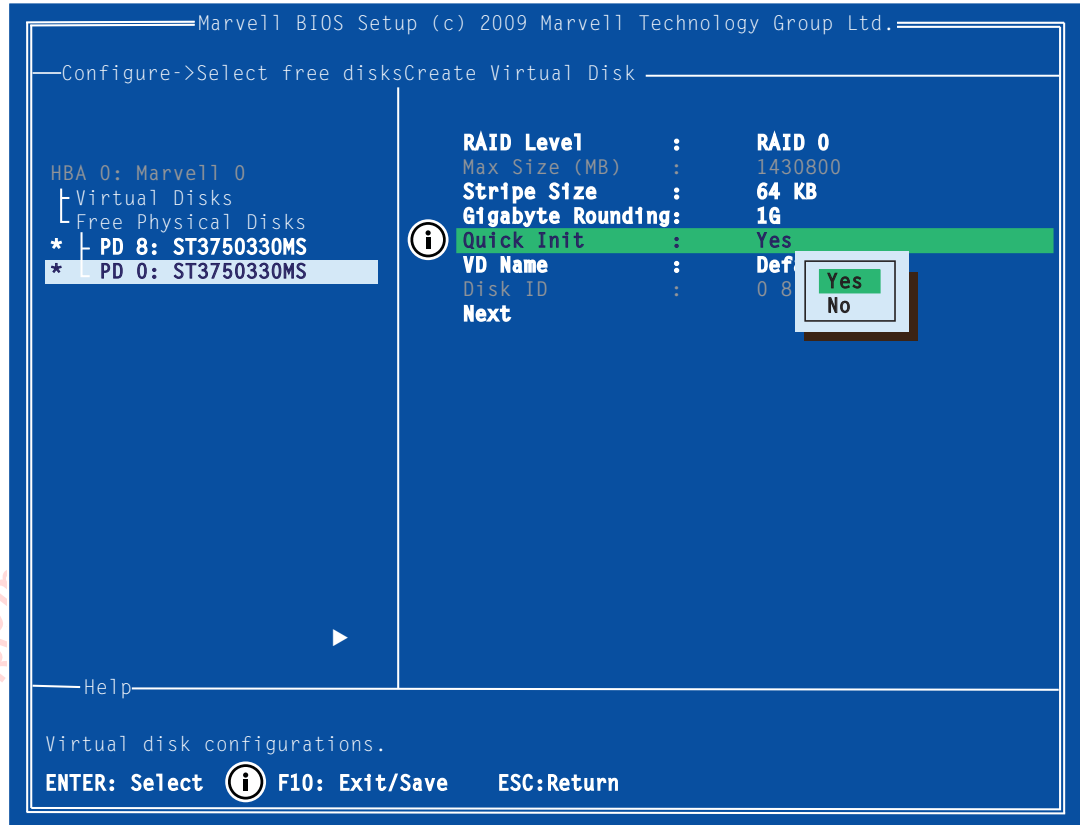 Marvell BIOS Setup (c) 2009 Marvell Technology Group Ltd.
Configure->Select free disksCreate Virtual Disk
HBA 0: Marvell 0
Virtual Disks
Free Physical Disks
* PD 8: ST3750330MS
* PD 0: ST3750330MS
RAID Level : RAID 0
Max Size (MB) : 1430800
Stripe Size : 64 KB
Gigabyte Rounding: 1G
Quick Init : Yes
VD Name : Def
Disk ID : 0 8
Next
Yes
No
Help
Virtual disk configurations.
ENTER: Select i F10: Exit/Save ESC:Return